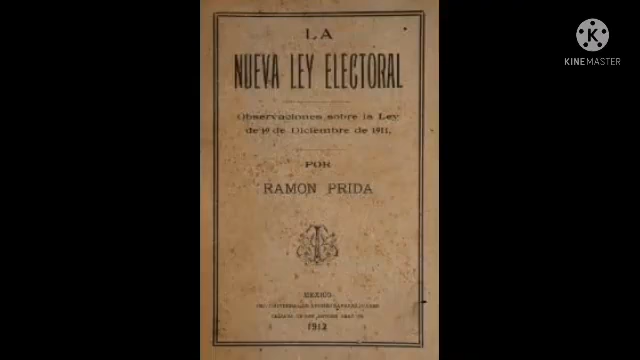 LA
NUEVA LEY ELECTORAL
Observaciones sobre la Ley
de 19 de Diciembre de 1911,
POR
RAMON PRIDA
MEXICO
1912
KINEMASTER